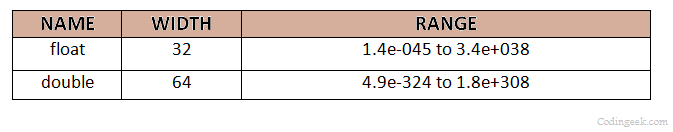 NAME WIDTH RANGE
float 32 1.4e-045 to 3.4e+038
double 64 4.9e-324 to 1.8e+308
Codingeek.com